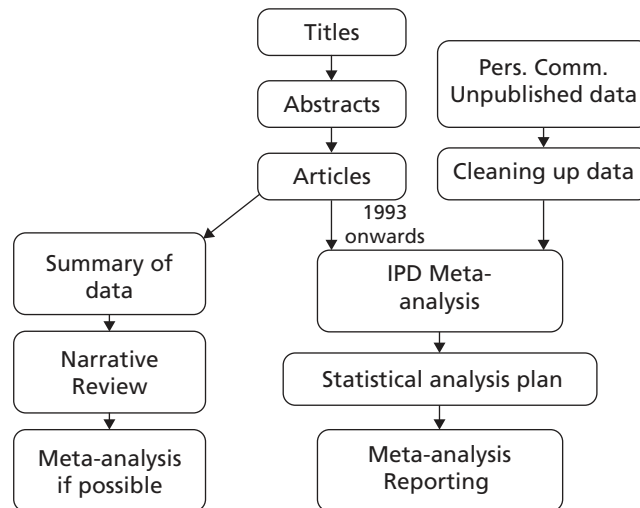 Titles
Pers. Comm.
Unpublished data
Abstracts
Articles
Cleaning up data
1993
onwards
Summary of
data
IPD Meta-
analysis
Narrative
Review
Statistical analysis plan
Meta-analysis
if possible
Meta-analysis
Reporting